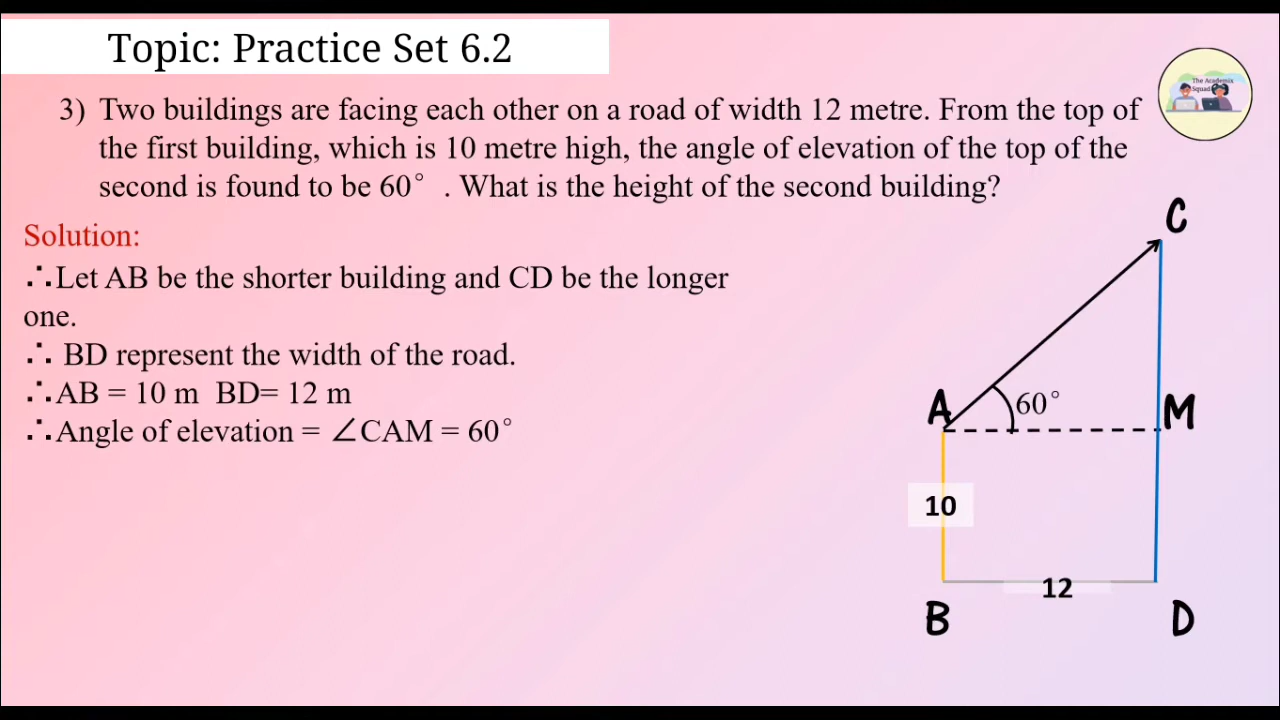 Topic: Practice Set 6.2
The Academix
Squad
3) Two buildings are facing each other on a road of width 12 metre. From the top of
the first building, which is 10 metre high, the angle of elevation of the top of the
second is found to be 60° . What is the height of the second building?
Solution:
∴Let AB be the shorter building and CD be the longer
one.
∴ BD represent the width of the road.
∴AB = 10 m BD= 12 m
∴Angle of elevation = ∠CAM = 60°
C
A
60°
M
10
12
B
D